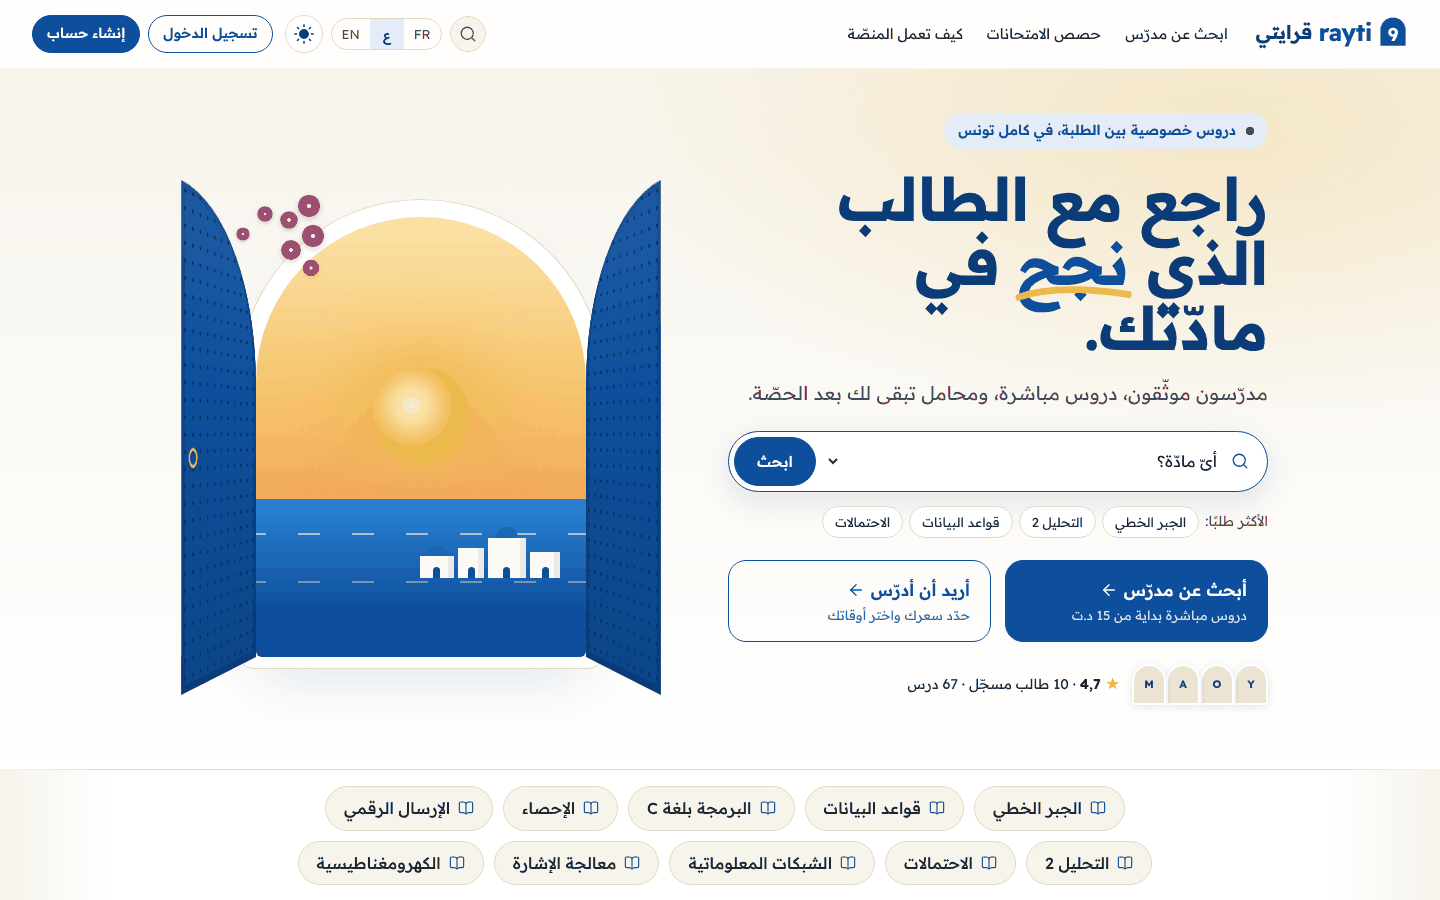 9 rayti قرايتي
ابحث عن مدرّس
حصص الامتحانات
كيف تعمل المنصّة
FR
ع
EN
تسجيل الدخول
إنشاء حساب
دروس خصوصية بين الطلبة، في كامل تونس
راجع مع الطالب
الذي نجح في
مادّتك.
مدرّسون موثّقون، دروس مباشرة، ومحامل تبقى لك بعد الحصّة.
أيّ مادّة؟
ابحث
الأكثر طلبًا:
الجبر الخطي
التحليل 2
قواعد البيانات
الاحتمالات
أبحث عن مدرّس ←
دروس مباشرة بداية من 15 د.ت
أريد أن أدرّس ←
حدّد سعرك واختر أوقاتك
Y
O
A
M
★ 4,7 · 10 طالب مسجّل · 67 درس
الجبر الخطي
قواعد البيانات
البرمجة بلغة C
الإحصاء
الإرسال الرقمي
التحليل 2
الاحتمالات
الشبكات المعلوماتية
معالجة الإشارة
الكهرومغناطيسية